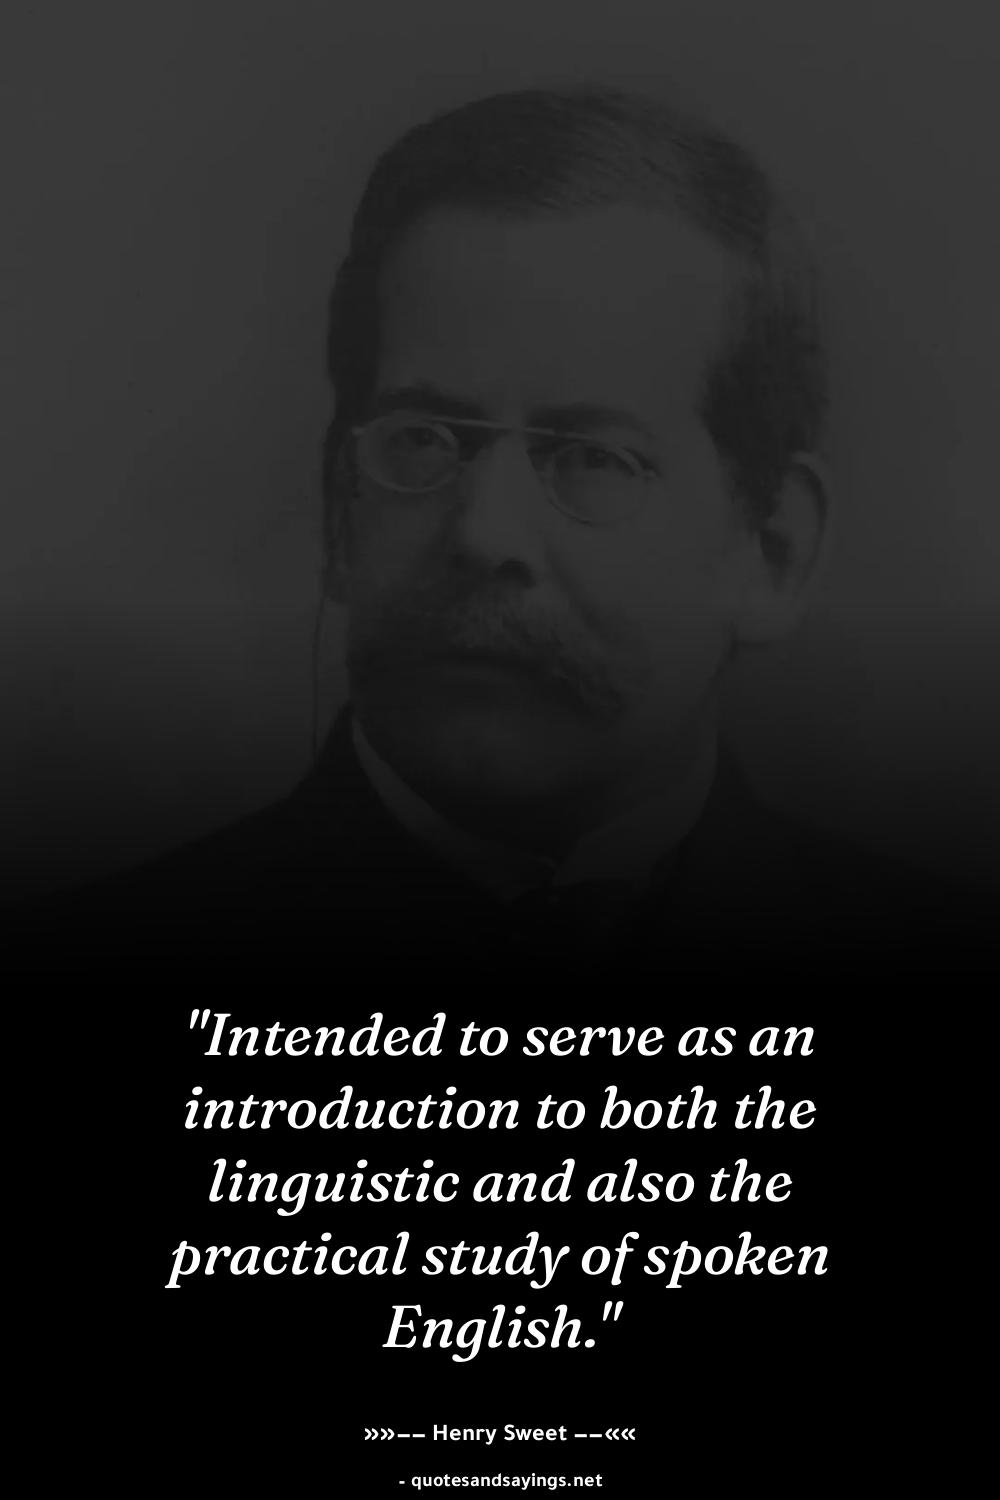 "Intended to serve as an
introduction to both the
linguistic and also the
practical study of spoken
English."
»»–– Henry Sweet ––««
- quotesandsayings.net